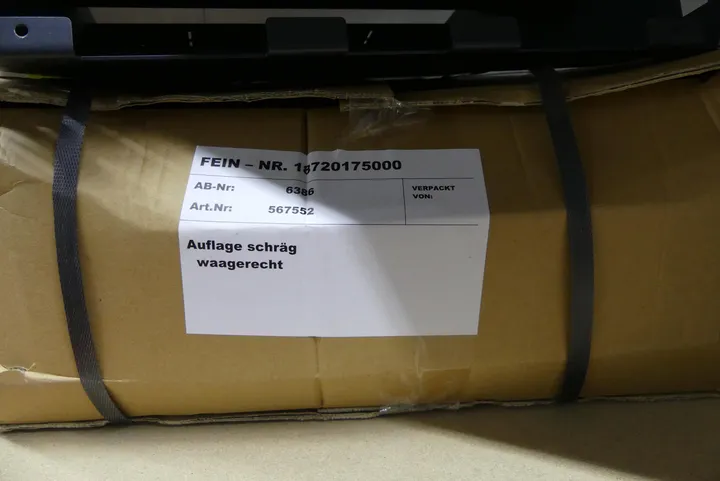 FEIN – NR. 18720175000
AB-Nr: 6386
Art.Nr: 567552
VERPACKT
VON:
Auflage schräg
waagerecht